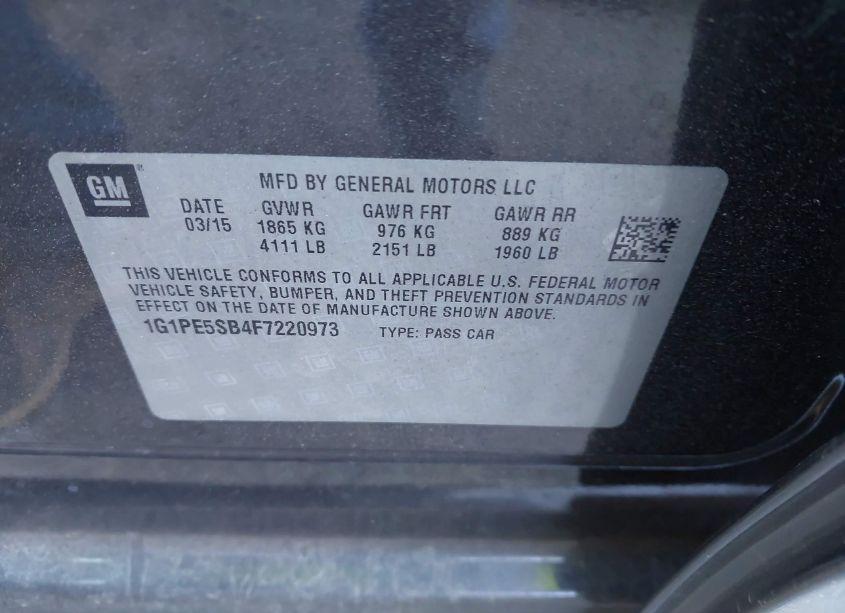 GM
MFD BY GENERAL MOTORS LLC
DATE GVWR GAWR FRT GAWR RR
03/15 1865 KG 976 KG 889 KG
4111 LB 2151 LB 1960 LB
THIS VEHICLE CONFORMS TO ALL APPLICABLE U.S. FEDERAL MOTOR
VEHICLE SAFETY, BUMPER, AND THEFT PREVENTION STANDARDS IN
EFFECT ON THE DATE OF MANUFACTURE SHOWN ABOVE.
1G1PE5SB4F7220973 TYPE: PASS CAR